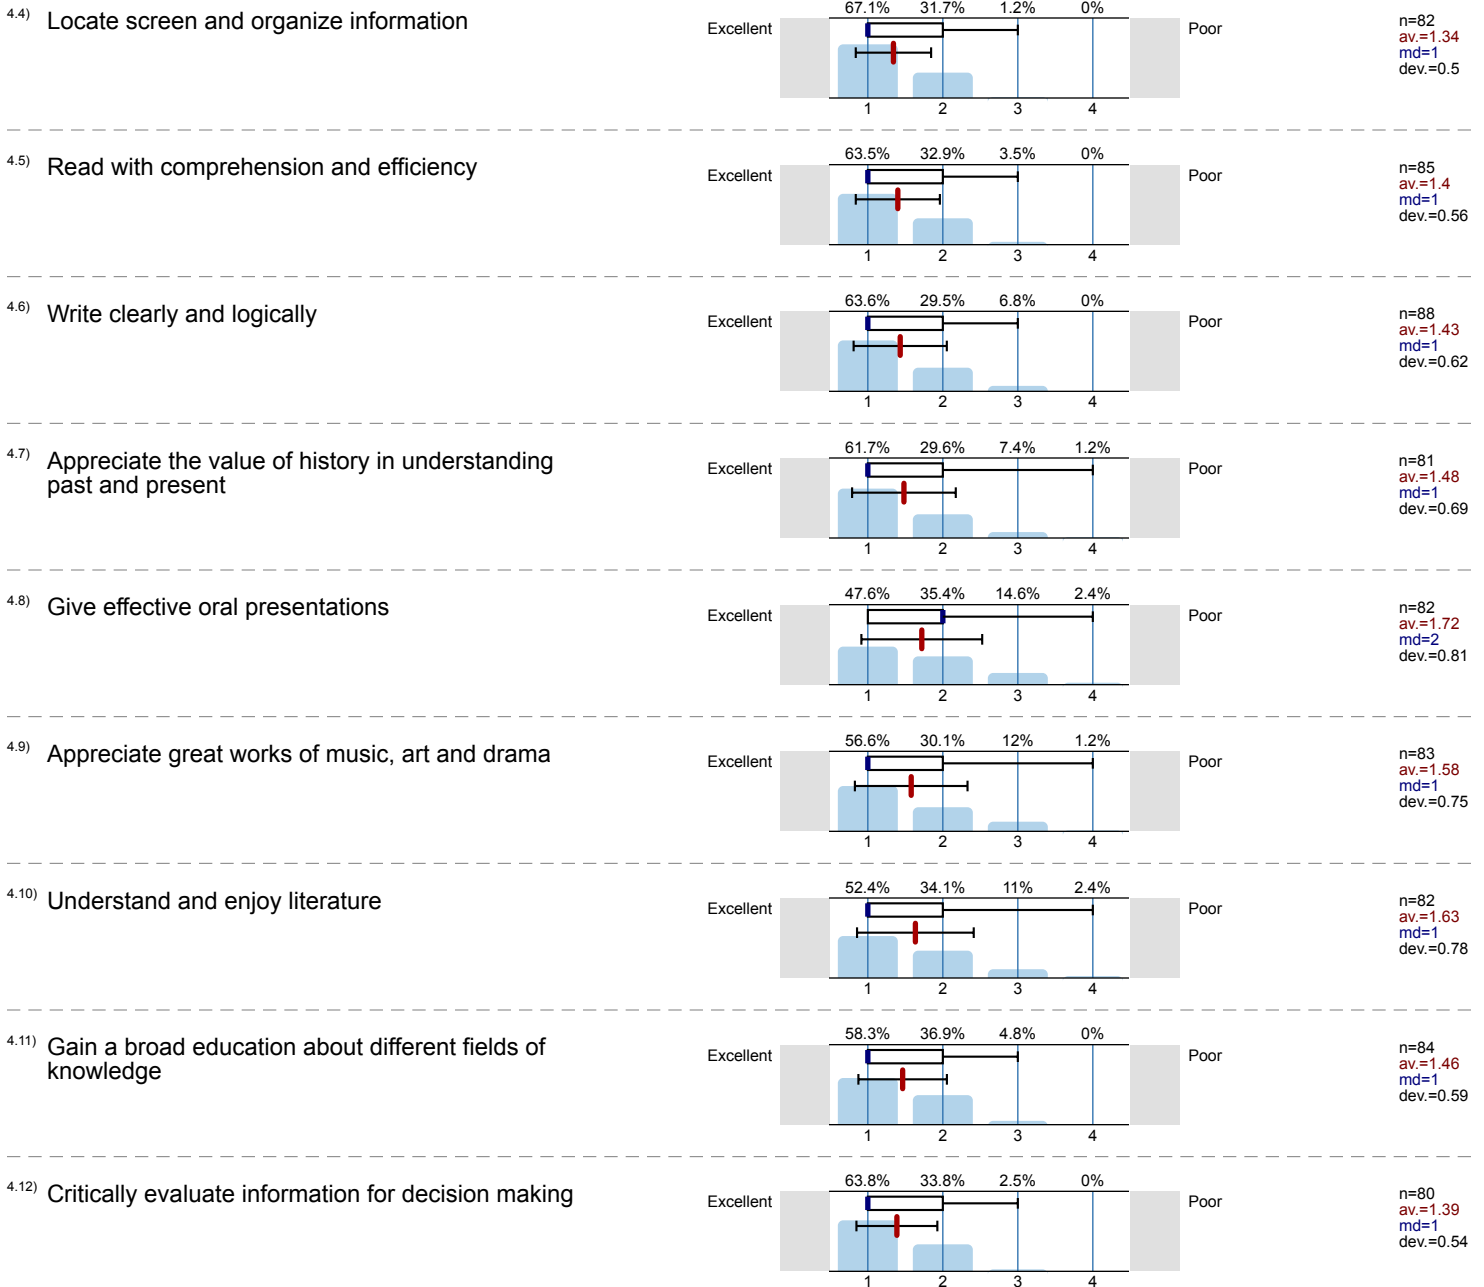 4.4) Locate screen and organize information
67.1% 31.7% 1.2% 0%
Excellent Poor
1 2 3 4
n=82
av.=1.34
md=1
dev.=0.5
4.5) Read with comprehension and efficiency
63.5% 32.9% 3.5% 0%
Excellent Poor
1 2 3 4
n=85
av.=1.4
md=1
dev.=0.56
4.6) Write clearly and logically
63.6% 29.5% 6.8% 0%
Excellent Poor
1 2 3 4
n=88
av.=1.43
md=1
dev.=0.62
4.7) Appreciate the value of history in understanding
past and present
61.7% 29.6% 7.4% 1.2%
Excellent Poor
1 2 3 4
n=81
av.=1.48
md=1
dev.=0.69
4.8) Give effective oral presentations
47.6% 35.4% 14.6% 2.4%
Excellent Poor
1 2 3 4
n=82
av.=1.72
md=2
dev.=0.81
4.9) Appreciate great works of music, art and drama
56.6% 30.1% 12% 1.2%
Excellent Poor
1 2 3 4
n=83
av.=1.58
md=1
dev.=0.75
4.10) Understand and enjoy literature
52.4% 34.1% 11% 2.4%
Excellent Poor
1 2 3 4
n=82
av.=1.63
md=1
dev.=0.78
4.11) Gain a broad education about different fields of
knowledge
58.3% 36.9% 4.8% 0%
Excellent Poor
1 2 3 4
n=84
av.=1.46
md=1
dev.=0.59
4.12) Critically evaluate information for decision making
63.8% 33.8% 2.5% 0%
Excellent Poor
1 2 3 4
n=80
av.=1.39
md=1
dev.=0.54